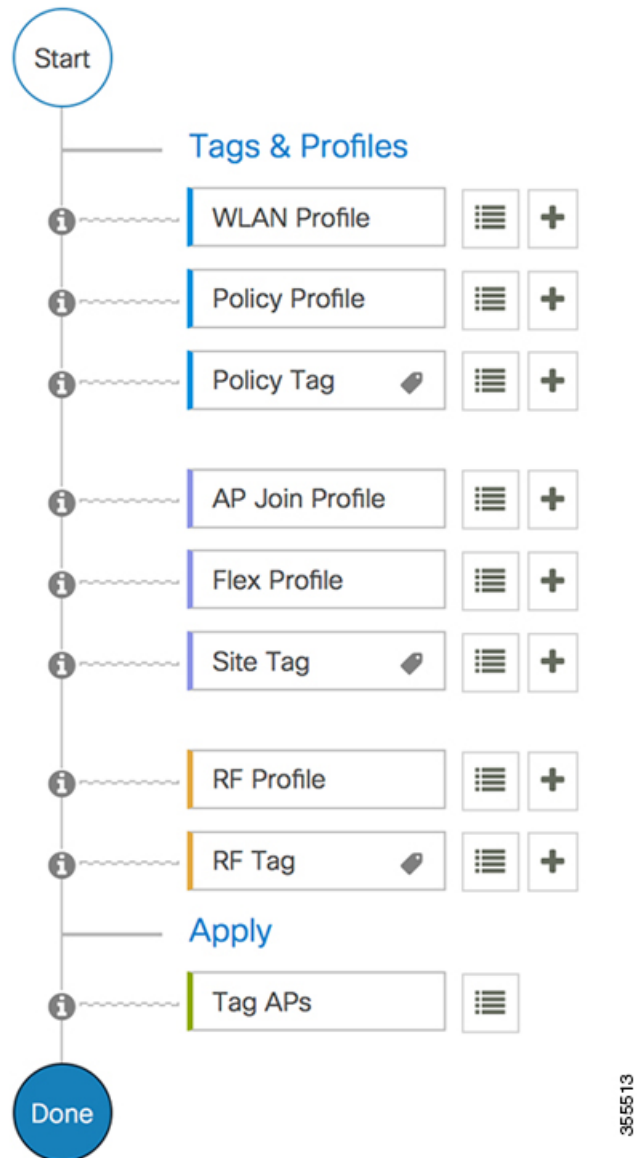 Start
Tags & Profiles
WLAN Profile
Policy Profile
Policy Tag
AP Join Profile
Flex Profile
Site Tag
RF Profile
RF Tag
Apply
Tag APs
Done
355513